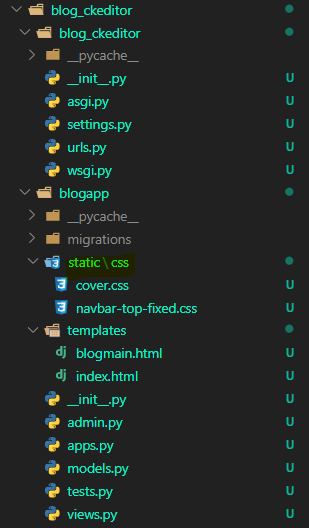 blog_ckeditor
blog_ckeditor
__pycache__
__init__.py U
asgi.py U
settings.py U
urls.py U
wsgi.py U
blogapp
__pycache__
migrations
static\css
cover.css U
navbar-top-fixed.css U
templates
dj blogmain.html U
dj index.html U
__init__.py U
admin.py U
apps.py U
models.py U
tests.py U
views.py U